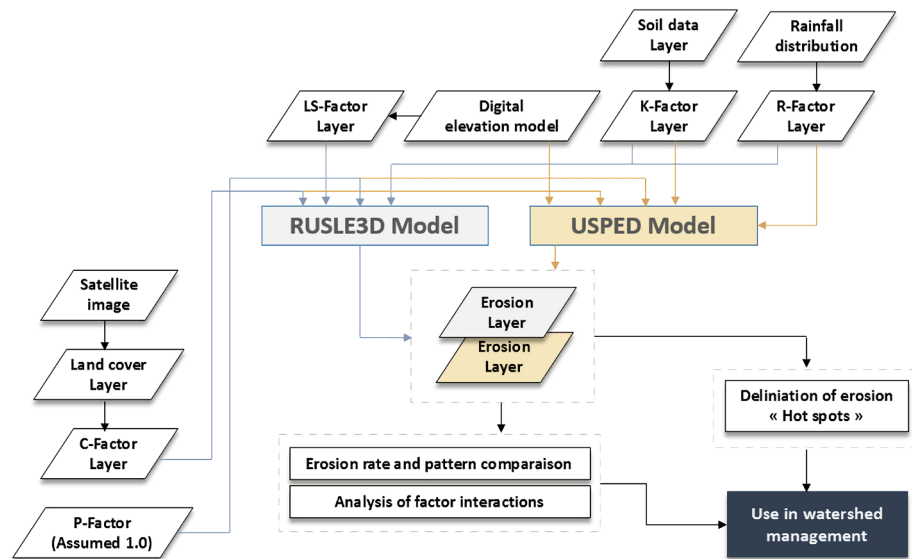 Soil data
Layer
Rainfall
distribution
LS-Factor
Layer
Digital
elevation model
K-Factor
Layer
R-Factor
Layer
RUSLE3D Model
USPED Model
Satellite
image
Erosion
Layer
Erosion
Layer
Land cover
Layer
Deliniation of erosion
« Hot spots »
C-Factor
Layer
Erosion rate and pattern comparaison
Analysis of factor interactions
P-Factor
(Assumed 1.0)
Use in watershed
management